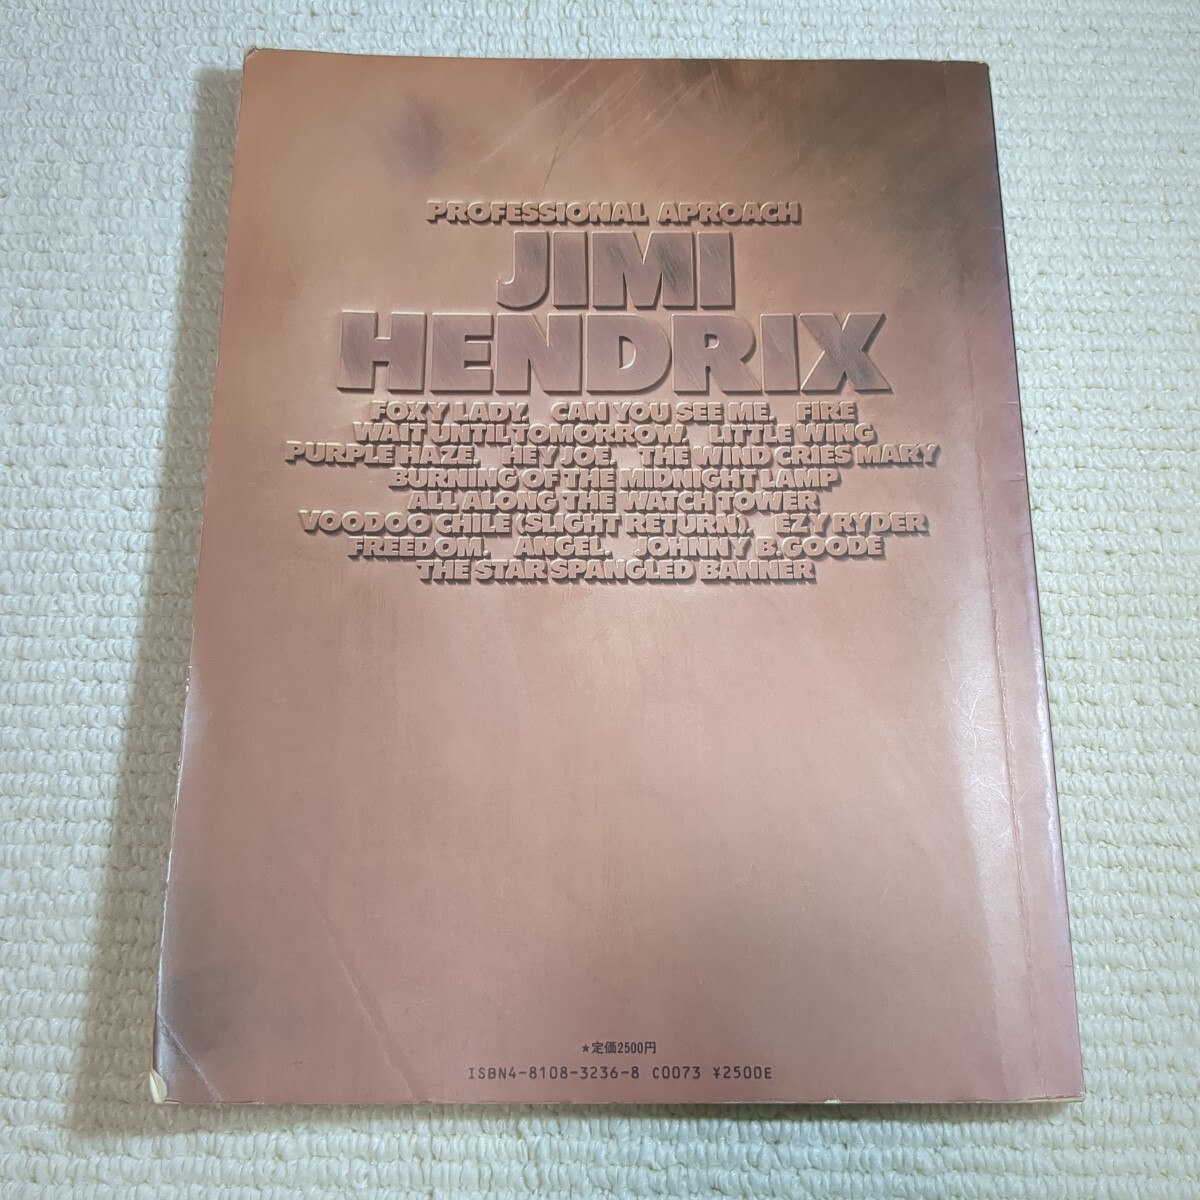 PROFESSIONAL APROACH
JIMI
HENDRIX
FOXY LADY. CAN YOU SEE ME. FIRE
WAIT UNTIL TOMORROW. LITTLE WING
PURPLE HAZE. HEY JOE. THE WIND CRIES MARY
BURNING OF THE MIDNIGHT LAMP
ALL ALONG THE WATCH TOWER
VOODOO CHILE (SLIGHT RETURN). EZY RYDER
FREEDOM. ANGEL. JOHNNY B.GOODE
THE STAR SPANGLED BANNER
★定価2500円
ISBN4-8108-3236-8 C0073 ¥2500E